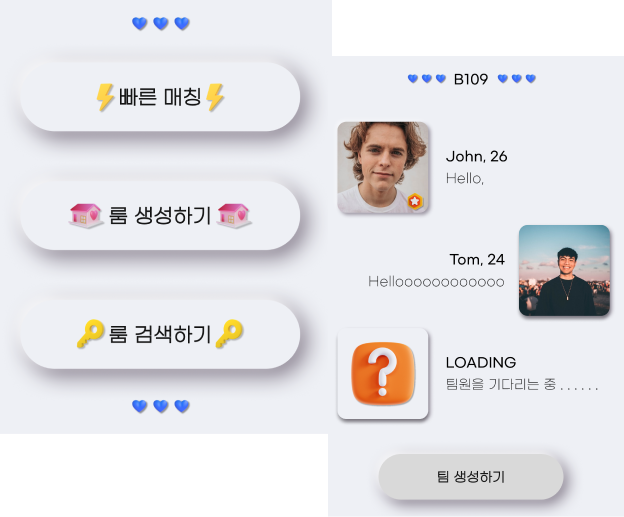 빠른 매칭
룸 생성하기
룸 검색하기
B109
John, 26
Hello,
Tom, 24
Helloooooooooooo
LOADING
팀원을 기다리는 중 . . . . . .
팀 생성하기